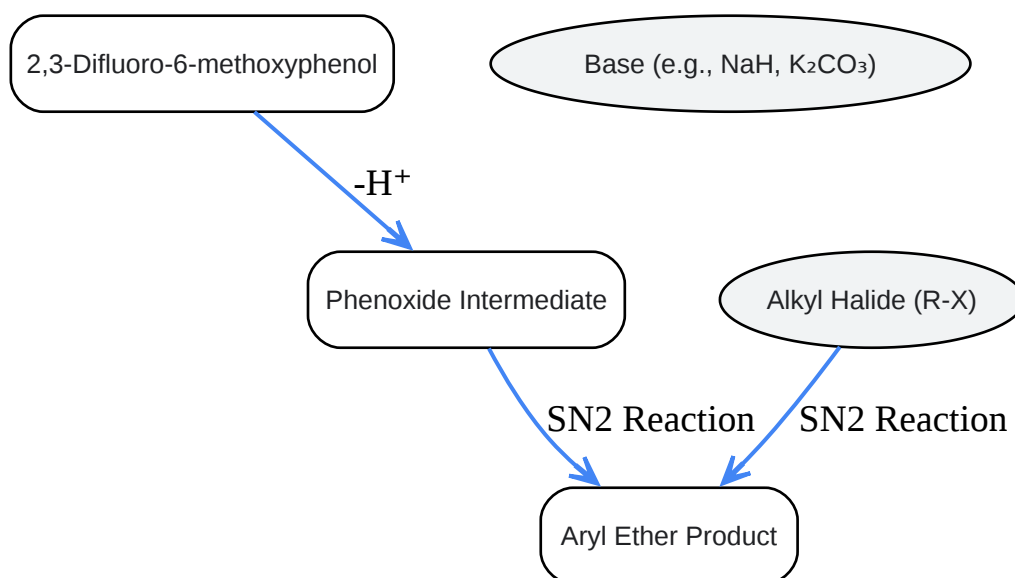 2,3-Difluoro-6-methoxyphenol
Base (e.g., NaH, K₂CO₃)
-H⁺
Phenoxide Intermediate
Alkyl Halide (R-X)
SN2 Reaction
SN2 Reaction
Aryl Ether Product